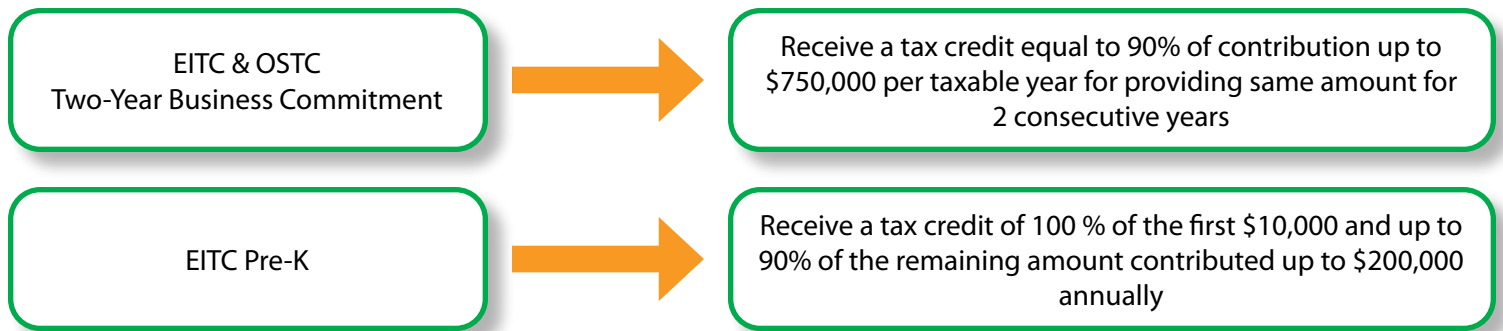 EITC & OSTC
Two-Year Business Commitment
Receive a tax credit equal to 90% of contribution up to
$750,000 per taxable year for providing same amount for
2 consecutive years
EITC Pre-K
Receive a tax credit of 100 % of the first $10,000 and up to
90% of the remaining amount contributed up to $200,000
annually